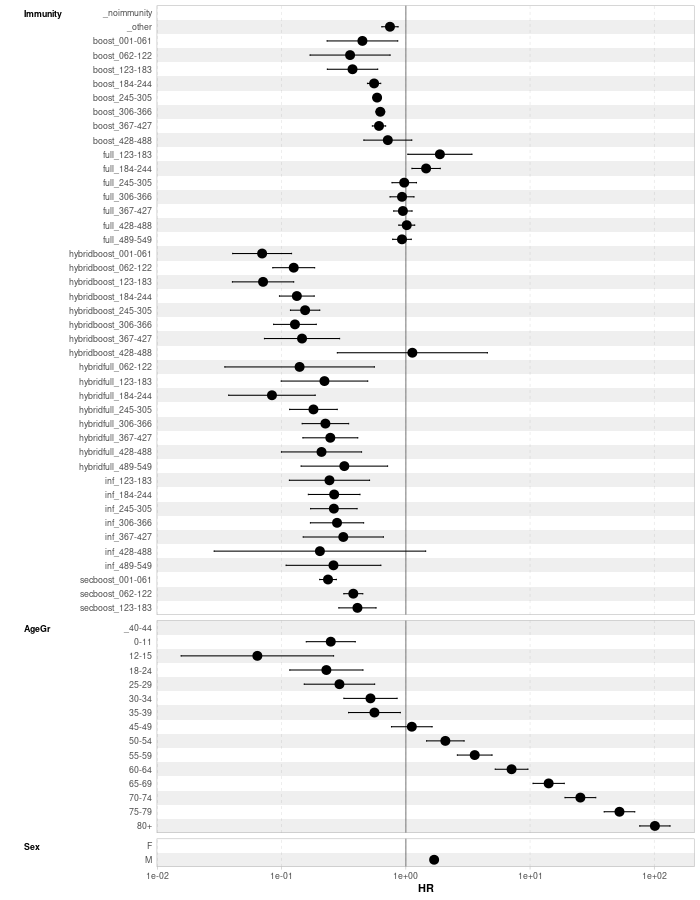 Immunity _noimmunity
_other
boost_001-061
boost_062-122
boost_123-183
boost_184-244
boost_245-305
boost_306-366
boost_367-427
boost_428-488
full_123-183
full_184-244
full_245-305
full_306-366
full_367-427
full_428-488
full_489-549
hybridboost_001-061
hybridboost_062-122
hybridboost_123-183
hybridboost_184-244
hybridboost_245-305
hybridboost_306-366
hybridboost_367-427
hybridboost_428-488
hybridfull_062-122
hybridfull_123-183
hybridfull_184-244
hybridfull_245-305
hybridfull_306-366
hybridfull_367-427
hybridfull_428-488
hybridfull_489-549
inf_123-183
inf_184-244
inf_245-305
inf_306-366
inf_367-427
inf_428-488
inf_489-549
secboost_001-061
secboost_062-122
secboost_123-183
AgeGr _40-44
0-11
12-15
18-24
25-29
30-34
35-39
45-49
50-54
55-59
60-64
65-69
70-74
75-79
80+
Sex F
M
1e-02 1e-01 1e+00 1e+01 1e+02
HR